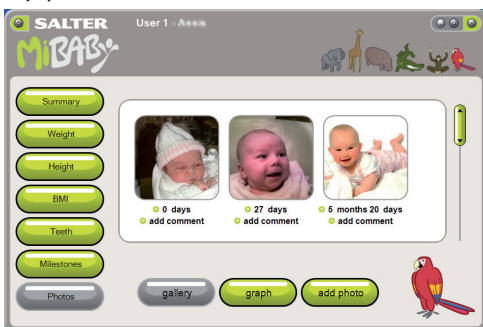 SALTER
User 1 - Assis
MiBABY
Summary
Weight
Height
BMI
Teeth
Milestones
Photos
0 days
add comment
27 days
add comment
5 months 20 days
add comment
gallery
graph
add photo